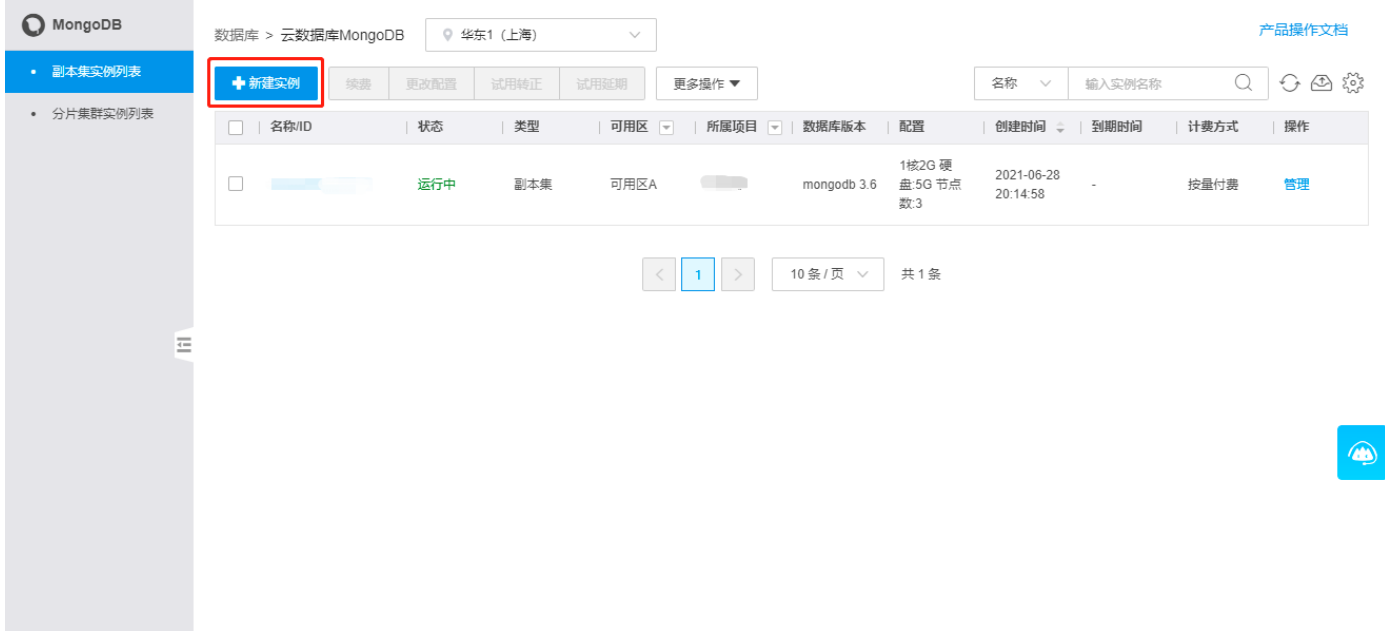 MongoDB
副本集实例列表
分片集群实例列表
数据库 > 云数据库MongoDB
华东1（上海）
产品操作文档
新建实例
续费
更改配置
试用转正
试用延期
更多操作
名称
输入实例名称
名称/ID
状态
类型
可用区
所属项目
数据库版本
配置
创建时间
到期时间
计费方式
操作
运行中
副本集
可用区A
mongodb 3.6
1核2G 硬
盘:5G 节点
数:3
2021-06-28
20:14:58
-
按量付费
管理
1
10 条 / 页
共 1 条